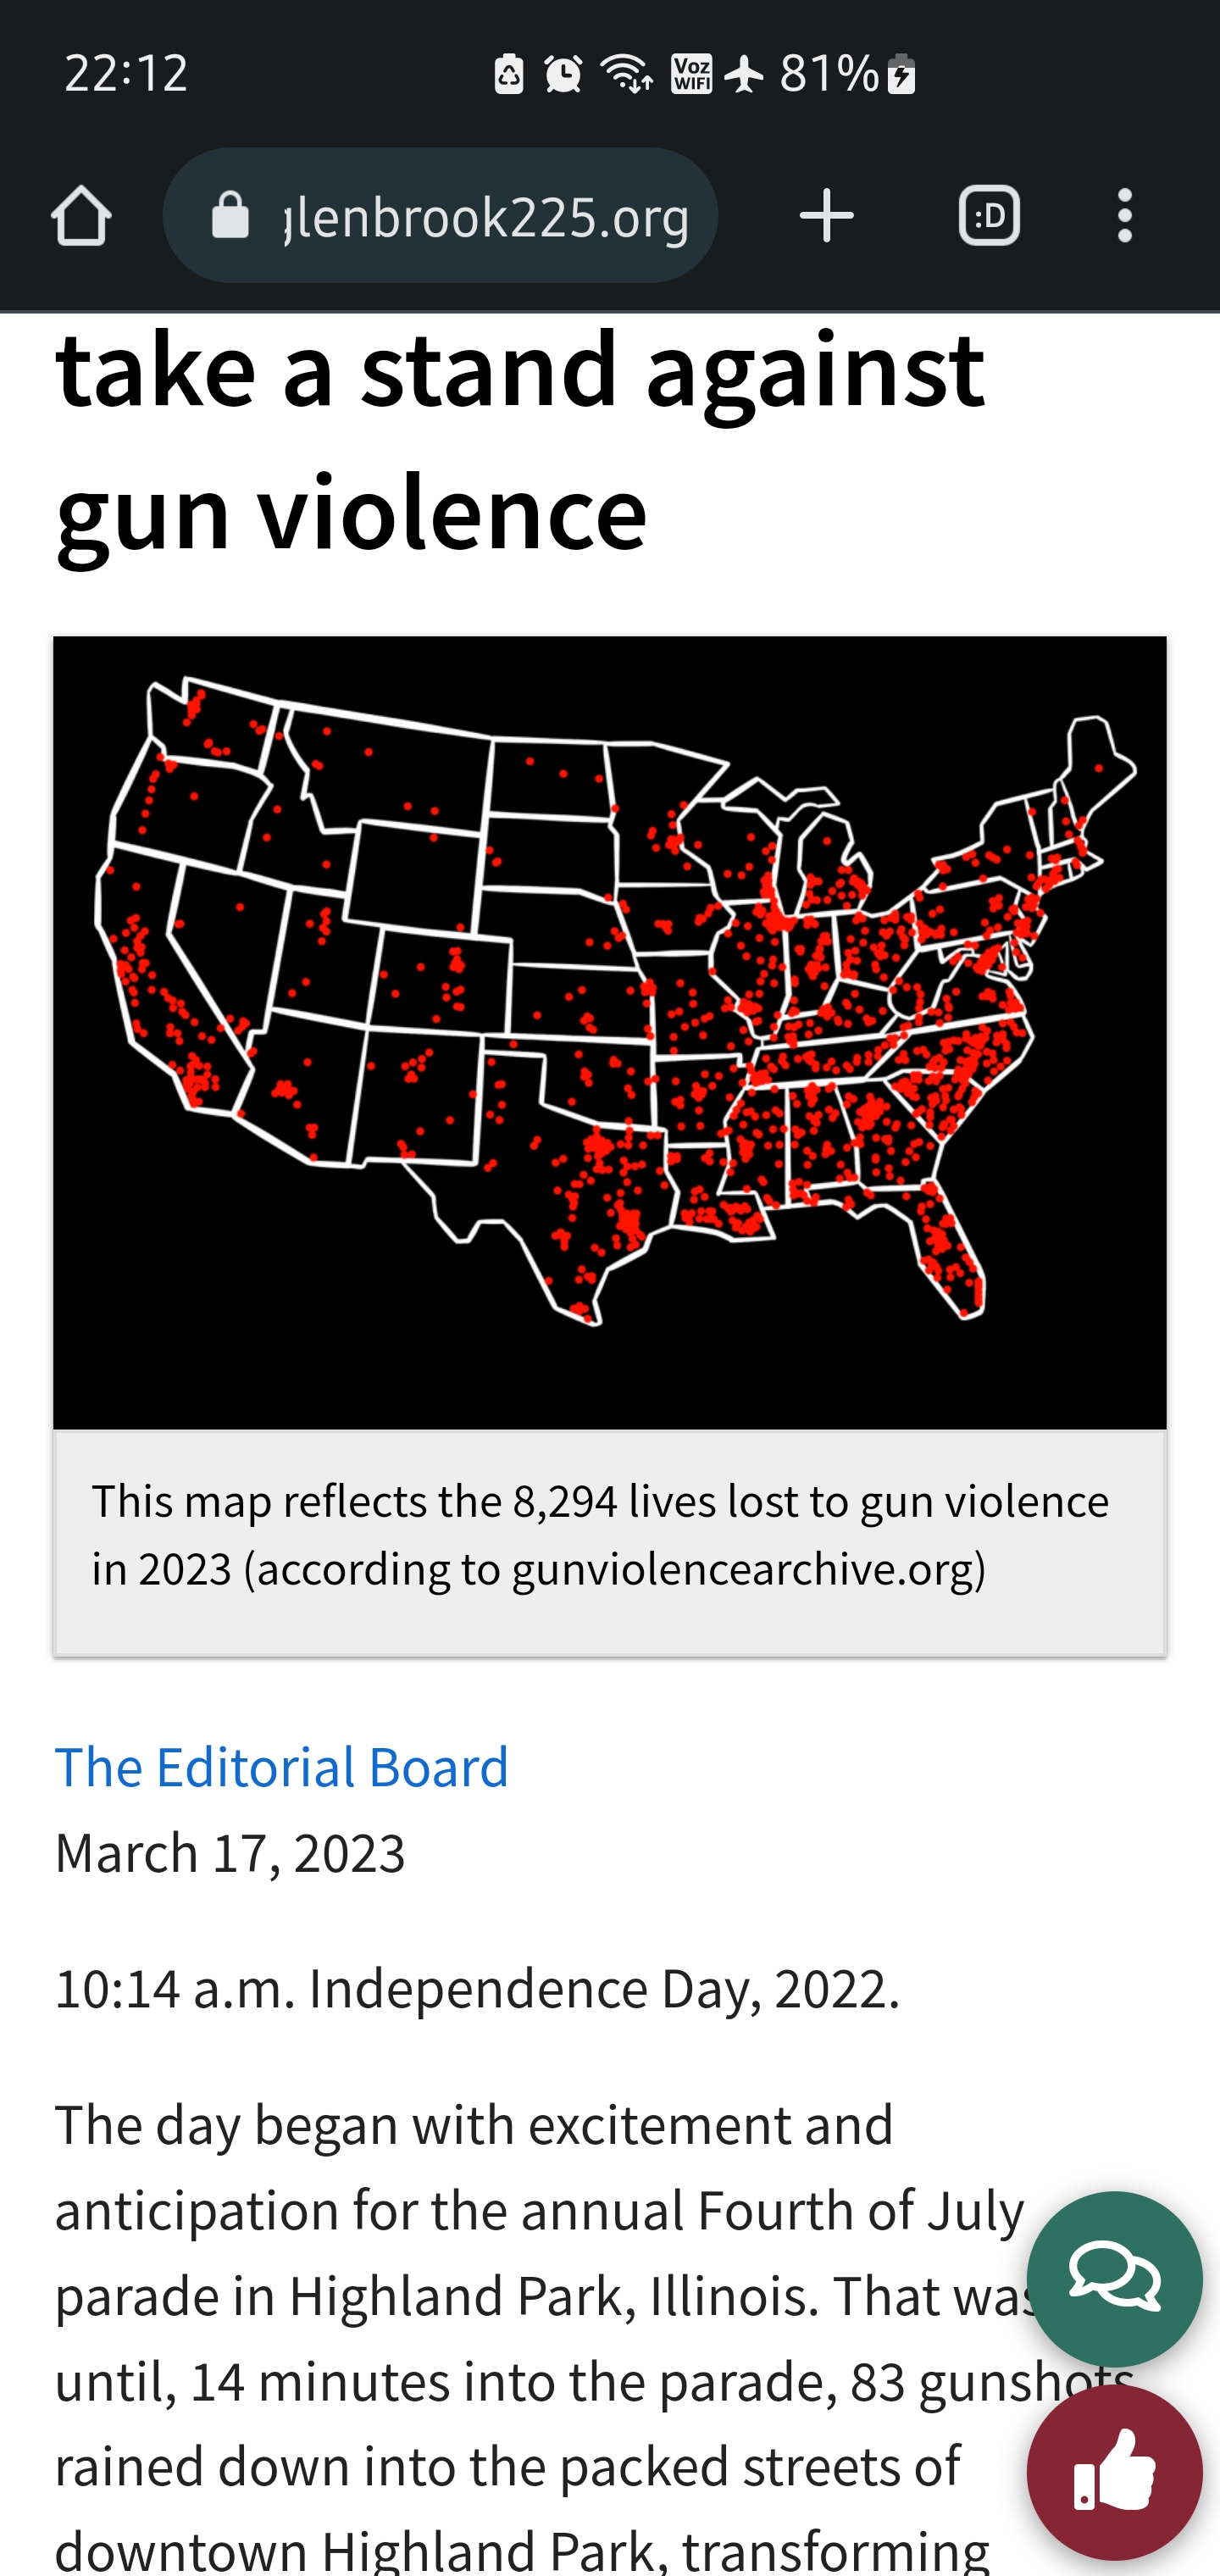 22:12
Voz
WIFI
81%
glenbrook225.org
:D
take a stand against
gun violence
This map reflects the 8,294 lives lost to gun violence
in 2023 (according to gunviolencearchive.org)
The Editorial Board
March 17, 2023
10:14 a.m. Independence Day, 2022.
The day began with excitement and
anticipation for the annual Fourth of July
parade in Highland Park, Illinois. That was
until, 14 minutes into the parade, 83 gunshots
rained down into the packed streets of
downtown Highland Park, transforming